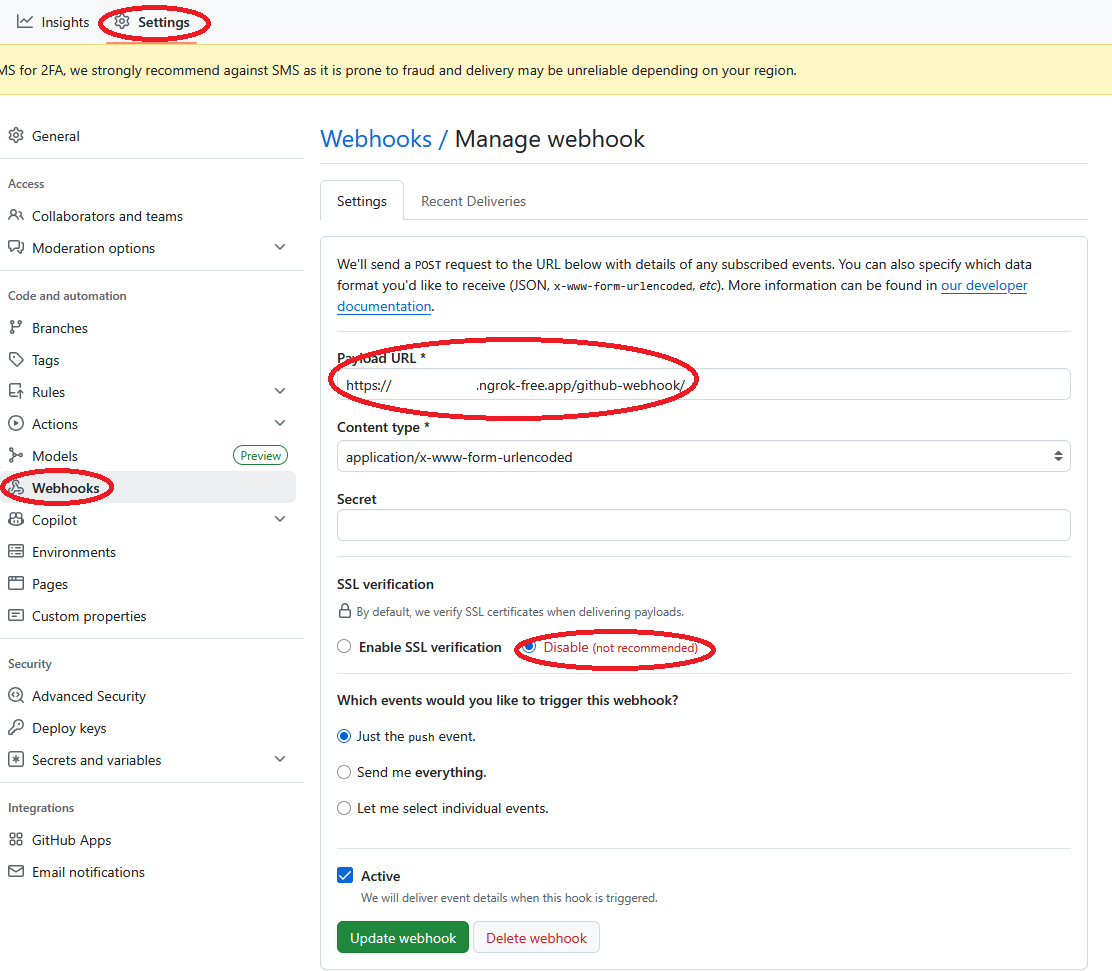 Insights
Settings
MS for 2FA, we strongly recommend against SMS as it is prone to fraud and delivery may be unreliable depending on your region.
General
Access
Collaborators and teams
Moderation options
Code and automation
Branches
Tags
Rules
Actions
Models Preview
Webhooks
Copilot
Environments
Pages
Custom properties
Security
Advanced Security
Deploy keys
Secrets and variables
Integrations
GitHub Apps
Email notifications
Webhooks / Manage webhook
Settings
Recent Deliveries
We'll send a POST request to the URL below with details of any subscribed events. You can also specify which data
format you'd like to receive (JSON, x-www-form-urlencoded, etc). More information can be found in our developer
documentation.
Payload URL *
https:// .ngrok-free.app/github-webhook/
Content type *
application/x-www-form-urlencoded
Secret
SSL verification
By default, we verify SSL certificates when delivering payloads.
Enable SSL verification
Disable (not recommended)
Which events would you like to trigger this webhook?
Just the push event.
Send me everything.
Let me select individual events.
Active
We will deliver event details when this hook is triggered.
Update webhook
Delete webhook